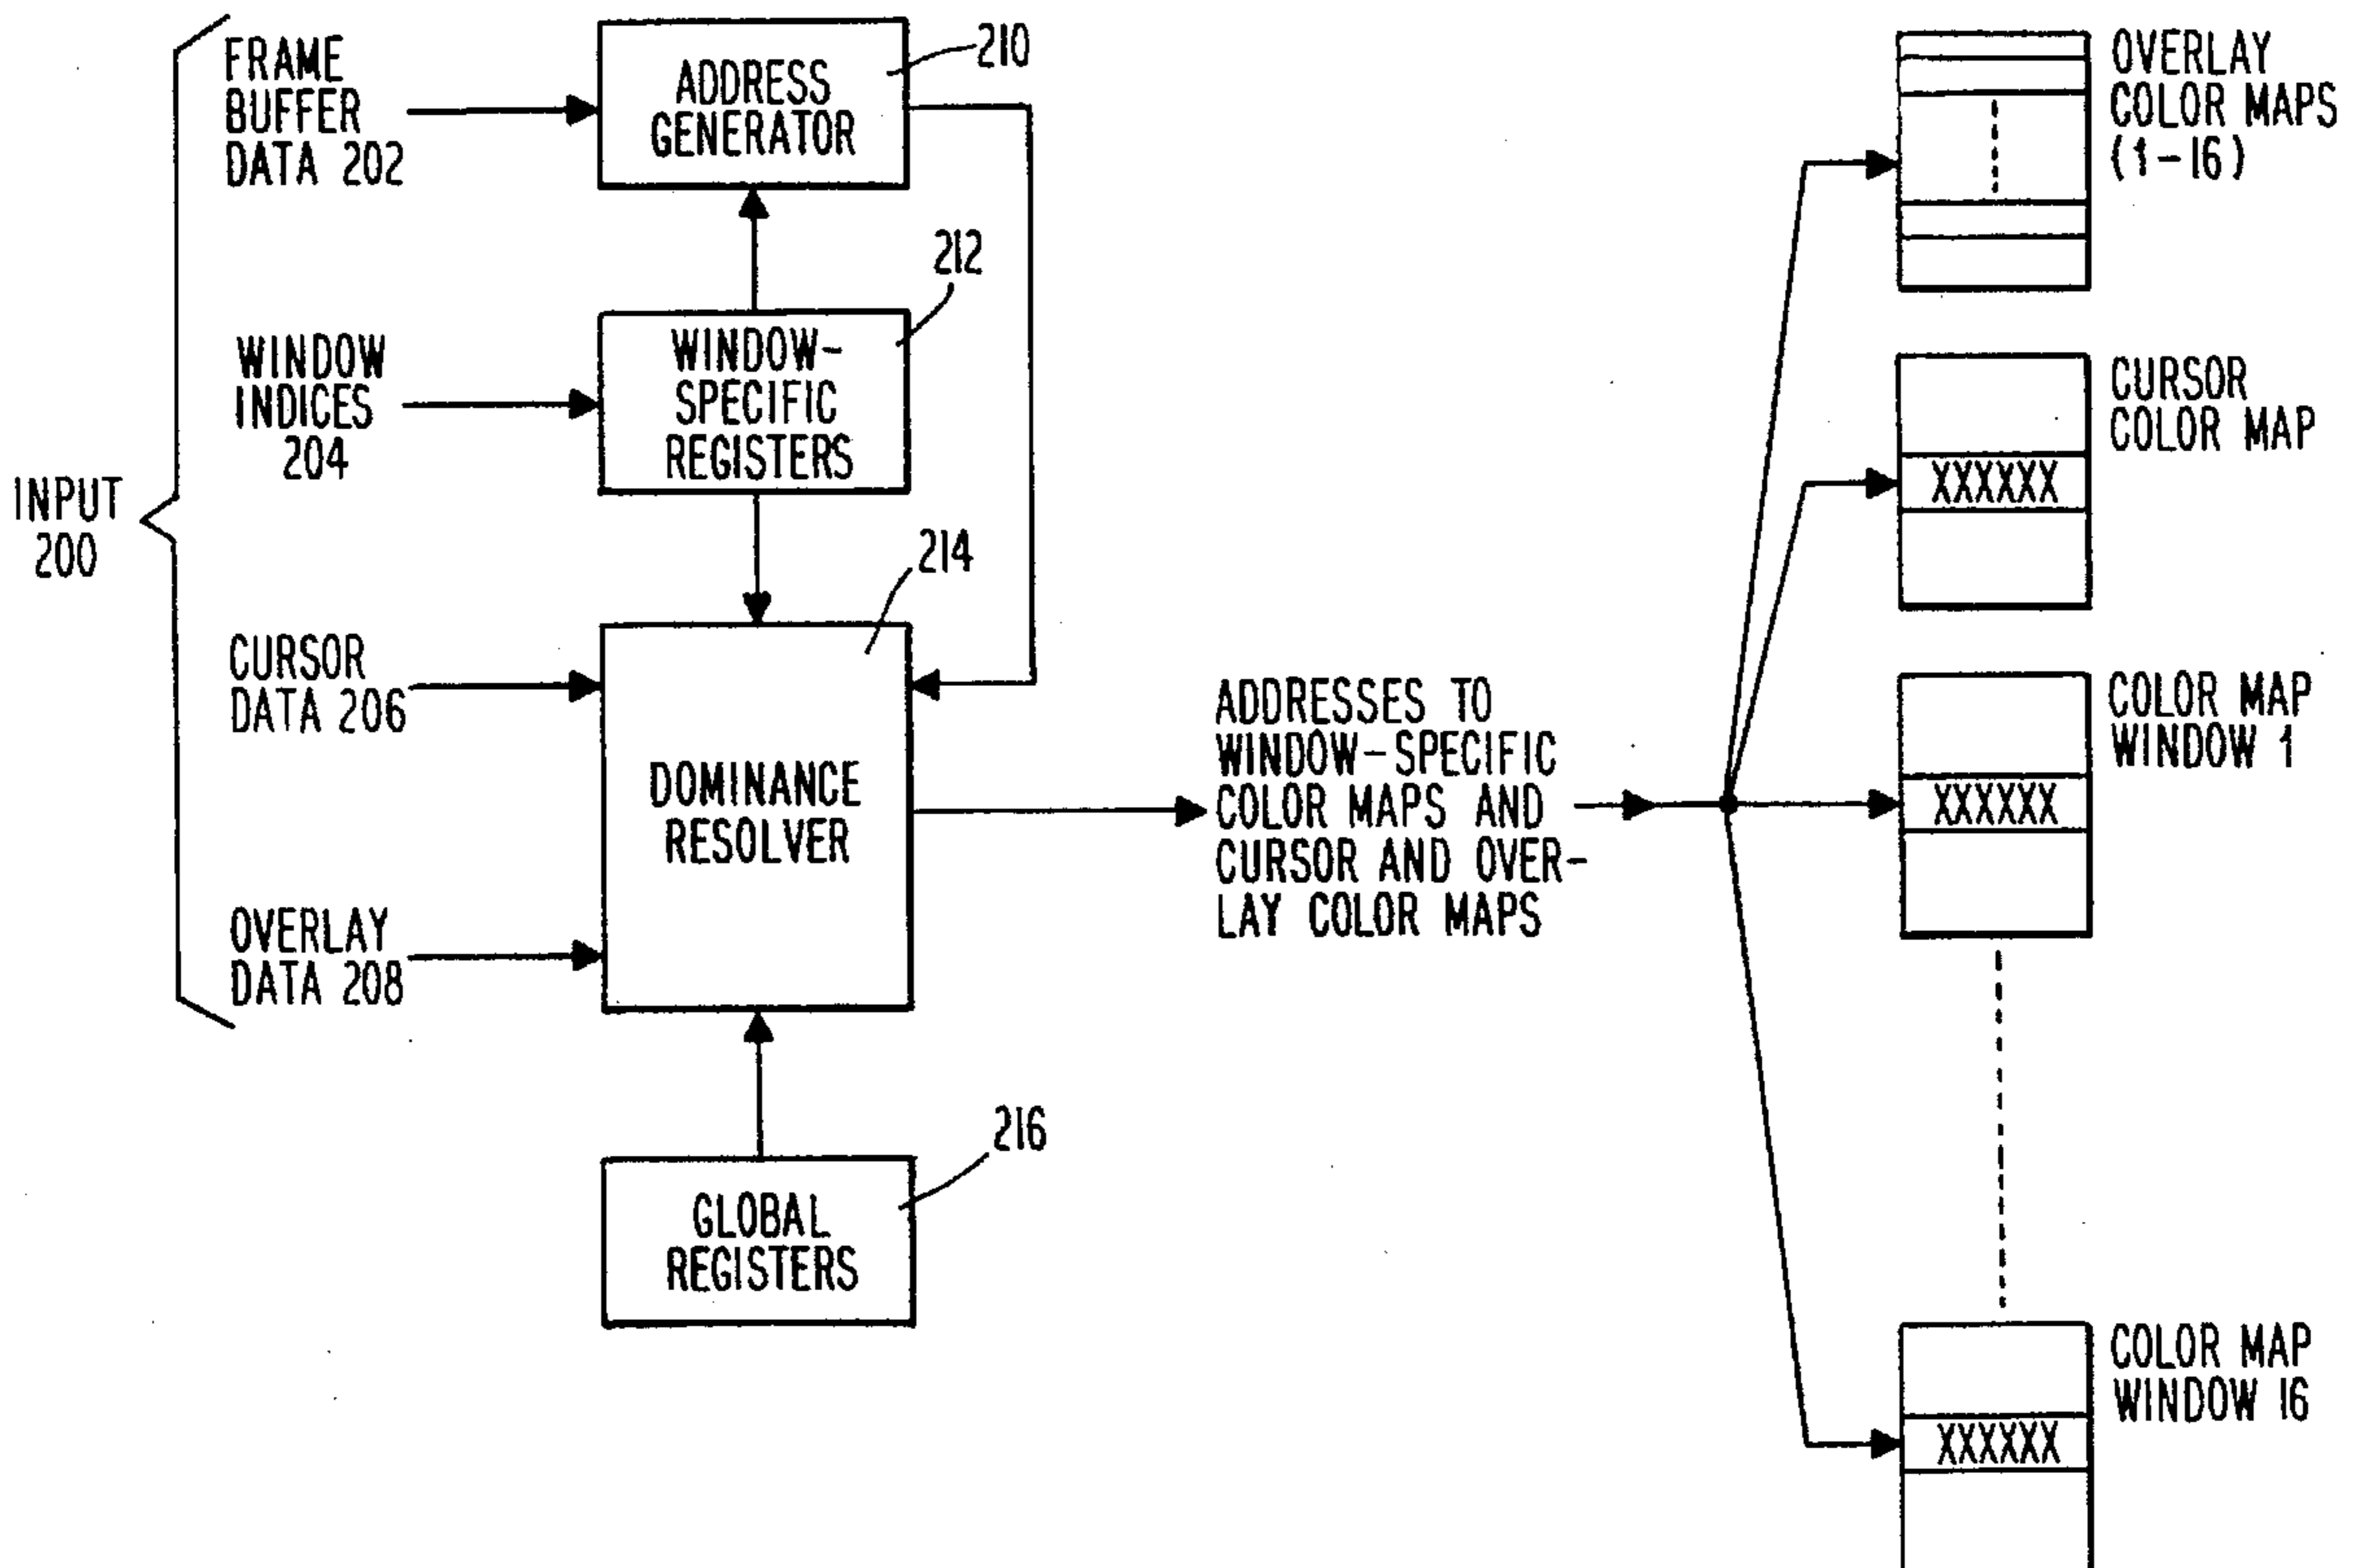 INPUT
200
FRAME
BUFFER
DATA 202
WINDOW
INDICES
204
CURSOR
DATA 206
OVERLAY
DATA 208
210
ADDRESS
GENERATOR
212
WINDOW-
SPECIFIC
REGISTERS
214
DOMINANCE
RESOLVER
216
GLOBAL
REGISTERS
ADDRESSES TO
WINDOW-SPECIFIC
COLOR MAPS AND
CURSOR AND OVER-
LAY COLOR MAPS
OVERLAY
COLOR MAPS
(1-16)
CURSOR
COLOR MAP
XXXXXX
COLOR MAP
WINDOW 1
XXXXXX
COLOR MAP
WINDOW 16
XXXXXX